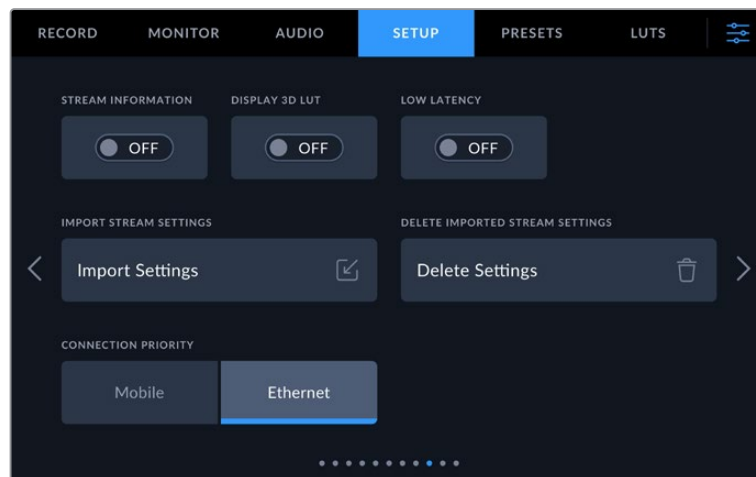 RECORD MONITOR AUDIO SETUP PRESETS LUTS
STREAM INFORMATION DISPLAY 3D LUT LOW LATENCY
OFF OFF OFF
IMPORT STREAM SETTINGS DELETE IMPORTED STREAM SETTINGS
Import Settings Delete Settings
CONNECTION PRIORITY
Mobile Ethernet